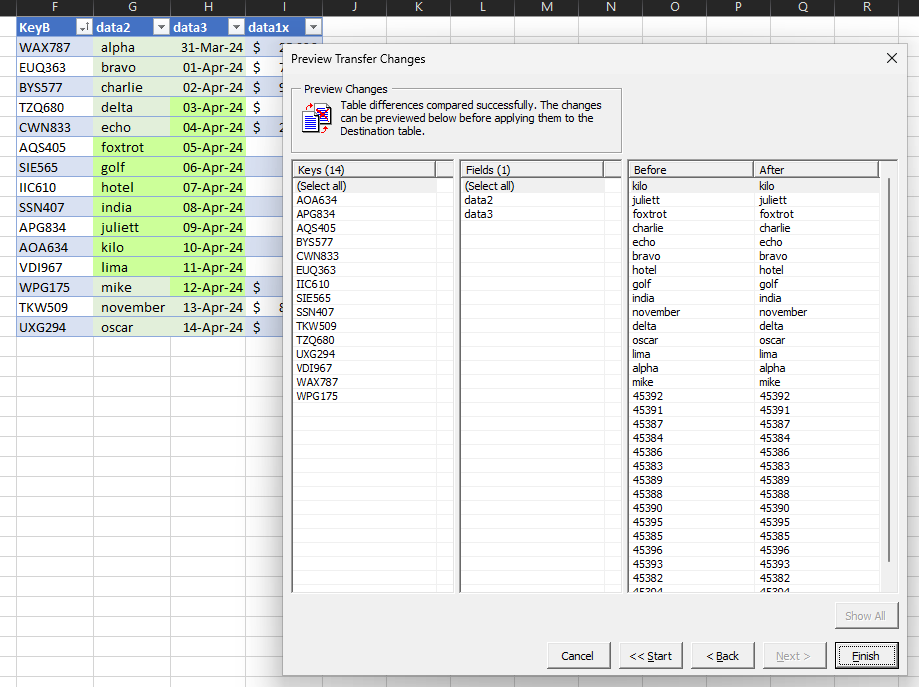 F G H I J K L M N O P Q R
KeyB data2 data3 data1x
WAX787 alpha 31-Mar-24 $
EUQ363 bravo 01-Apr-24 $
BYS577 charlie 02-Apr-24 $
TZQ680 delta 03-Apr-24 $
CWN833 echo 04-Apr-24 $
AQS405 foxtrot 05-Apr-24
SIE565 golf 06-Apr-24
IIC610 hotel 07-Apr-24
SSN407 india 08-Apr-24
APG834 juliett 09-Apr-24
AOA634 kilo 10-Apr-24
VDI967 lima 11-Apr-24
WPG175 mike 12-Apr-24 $
TKW509 november 13-Apr-24 $
UXG294 oscar 14-Apr-24 $
Preview Transfer Changes
Preview Changes
Table differences compared successfully. The changes
can be previewed below before applying them to the
Destination table.
Keys (14)
(Select all)
AOA634
APG834
AQS405
BYS577
CWN833
EUQ363
IIC610
SIE565
SSN407
TKW509
TZQ680
UXG294
VDI967
WAX787
WPG175
Fields (1)
(Select all)
data2
data3
Before After
kilo kilo
juliett juliett
foxtrot foxtrot
charlie charlie
echo echo
bravo bravo
hotel hotel
golf golf
india india
november november
delta delta
oscar oscar
lima lima
alpha alpha
mike mike
45392 45392
45391 45391
45387 45387
45384 45384
45386 45386
45383 45383
45389 45389
45388 45388
45390 45390
45395 45395
45385 45385
45396 45396
45393 45393
45382 45382
45394 45394
Show All
Cancel << Start < Back Next > Finish